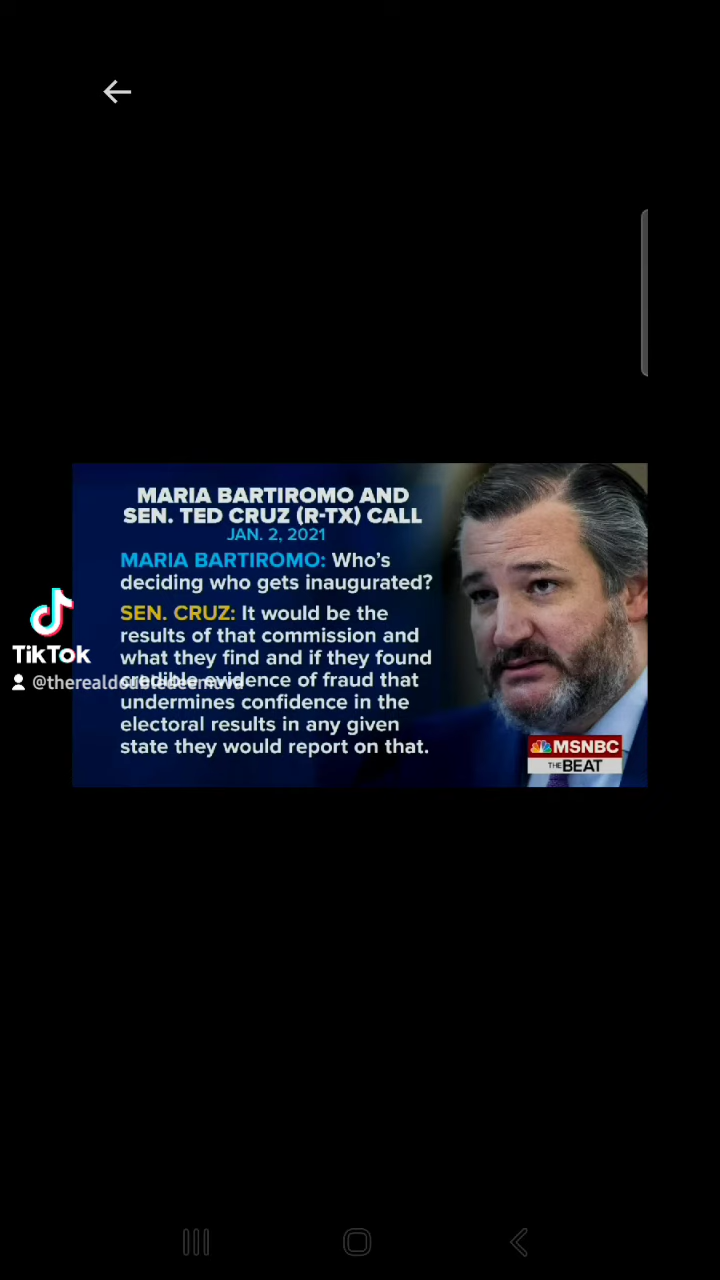 MARIA BARTIROMO AND
SEN. TED CRUZ (R-TX) CALL
JAN. 2, 2021
MARIA BARTIROMO: Who's
deciding who gets inaugurated?
SEN. CRUZ: It would be the
results of that commission and
what they find and if they found
credible evidence of fraud that
undermines confidence in the
electoral results in any given
state they would report on that.
MSNBC
THE BEAT
TikTok